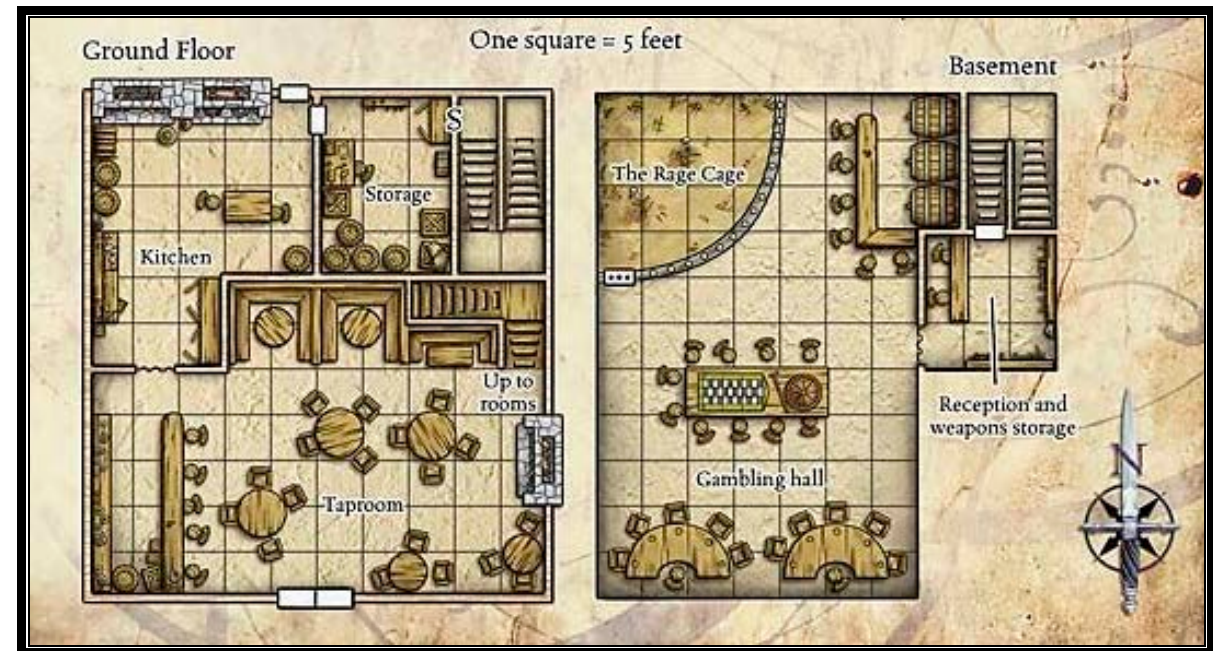 Ground Floor
One square = 5 feet
Basement
S
The Rage Cage
Storage
Kitchen
Up to
rooms
Reception and
weapons storage
Gambling hall
Taproom
N